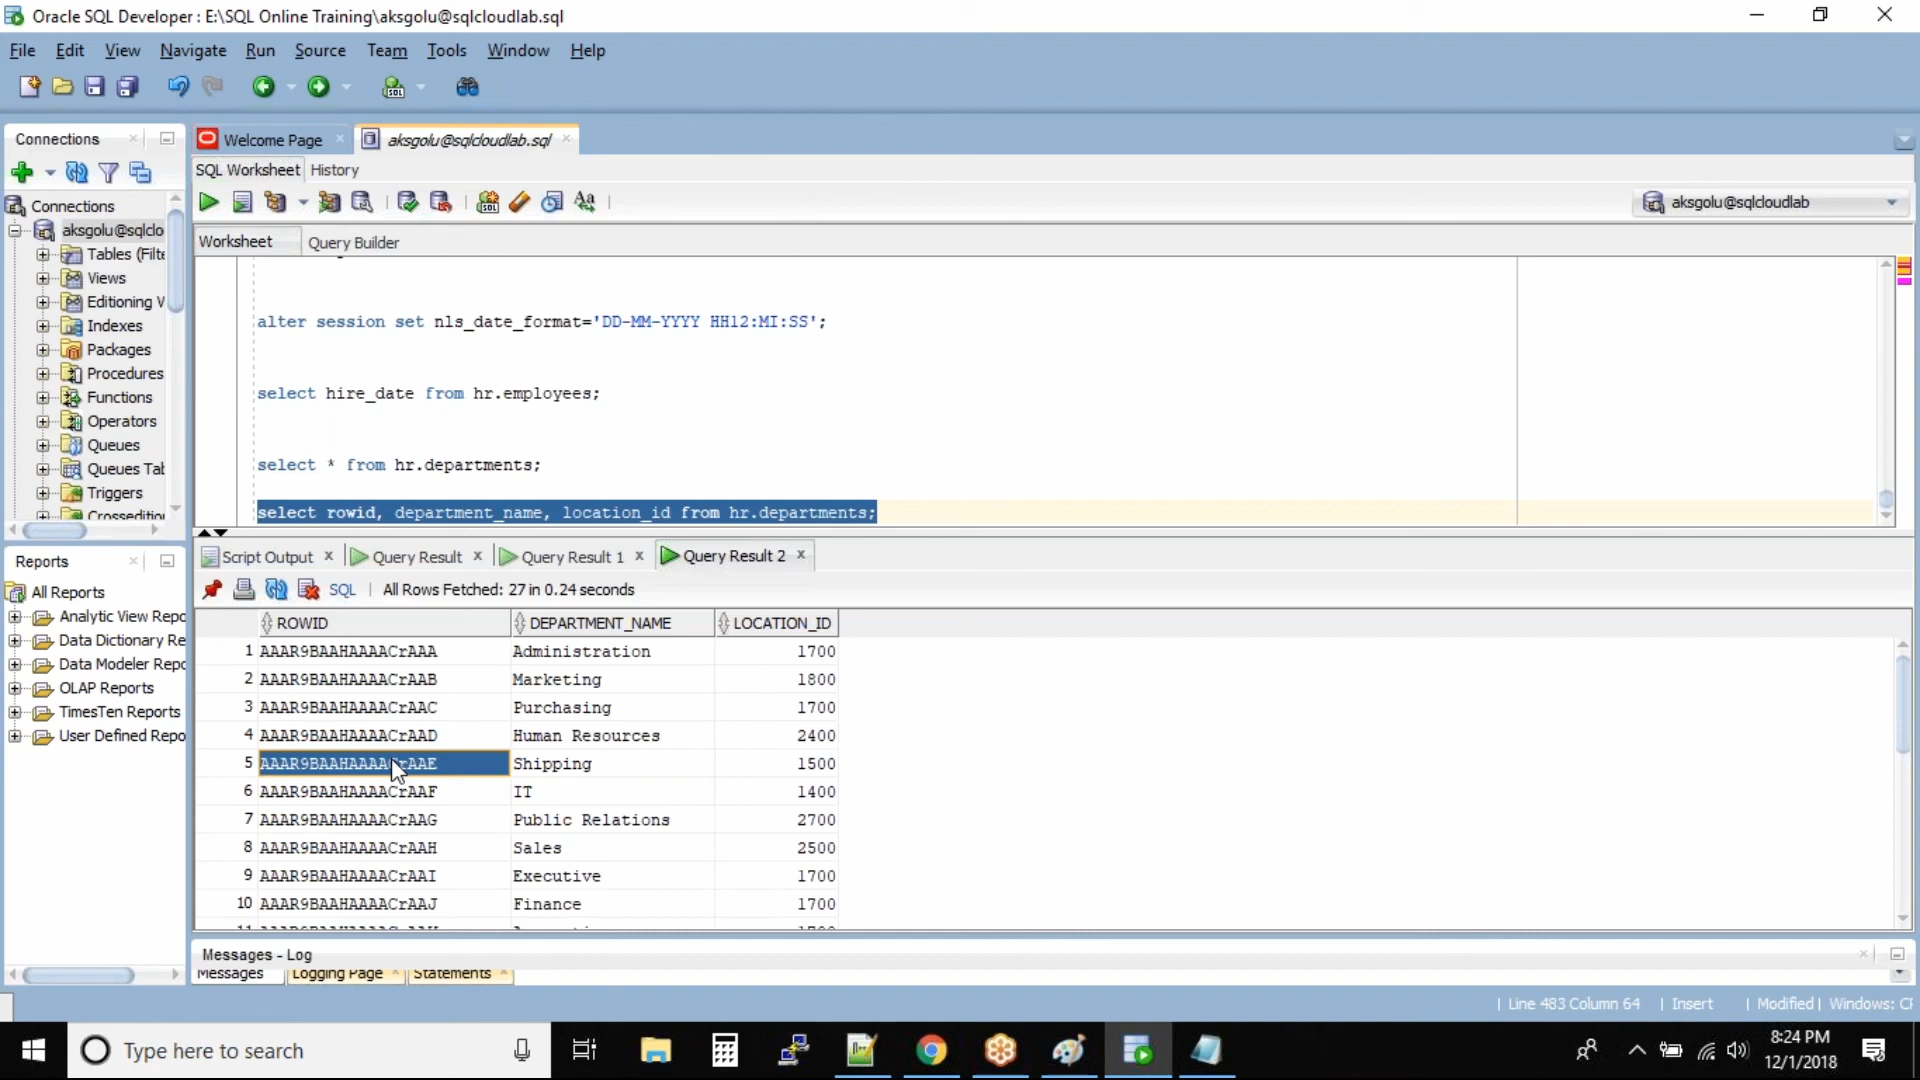 Oracle SQL Developer : E:\SQL Online Training\aksgolu@sqlcloudlab.sql
File Edit View Navigate Run Source Team Tools Window Help
Connections
Welcome Page
aksgolu@sqlcloudlab.sql
SQL Worksheet History
aksgolu@sqlcloudlab
Worksheet Query Builder
Connections
aksgolu@sqlclo
Tables (Filte
Views
Editioning V
Indexes
Packages
Procedures
Functions
Operators
Queues
Queues Tab
Triggers
Crossedition
alter session set nls_date_format='DD-MM-YYYY HH12:MI:SS';
select hire_date from hr.employees;
select * from hr.departments;
select rowid, department_name, location_id from hr.departments;
Reports
All Reports
Analytic View Repo
Data Dictionary Re
Data Modeler Repo
OLAP Reports
TimesTen Reports
User Defined Repo
Script Output Query Result Query Result 1 Query Result 2
SQL All Rows Fetched: 27 in 0.24 seconds
ROWID DEPARTMENT_NAME LOCATION_ID
1 AAAR9BAAHAAAACrAAA Administration 1700
2 AAAR9BAAHAAAACrAAB Marketing 1800
3 AAAR9BAAHAAAACrAAC Purchasing 1700
4 AAAR9BAAHAAAACrAAD Human Resources 2400
5 AAAR9BAAHAAAACrAAE Shipping 1500
6 AAAR9BAAHAAAACrAAF IT 1400
7 AAAR9BAAHAAAACrAAG Public Relations 2700
8 AAAR9BAAHAAAACrAAH Sales 2500
9 AAAR9BAAHAAAACrAAI Executive 1700
10 AAAR9BAAHAAAACrAAJ Finance 1700
Messages - Log
Messages Logging Page Statements
Line 483 Column 64 Insert Modified Windows: CR
Type here to search
8:24 PM
12/1/2018